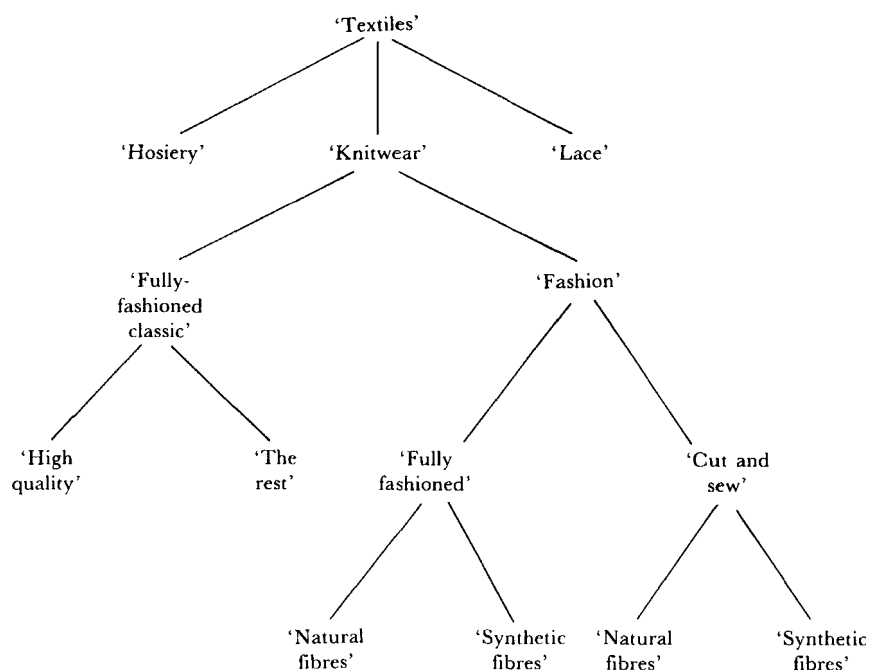 ‘Textiles’
‘Hosiery’
‘Knitwear’
‘Lace’
‘Fully-
fashioned
classic’
‘Fashion’
‘High
quality’
‘The
rest’
‘Fully
fashioned’
‘Cut and
sew’
‘Natural
fibres’
‘Synthetic
fibres’
‘Natural
fibres’
‘Synthetic
fibres’